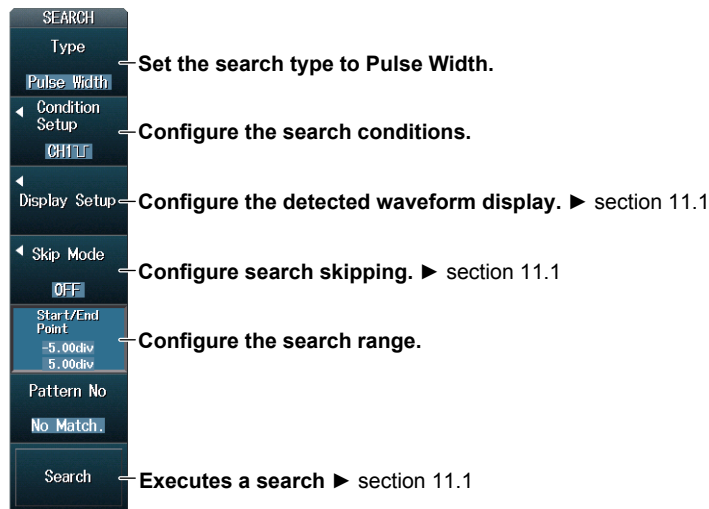 SEARCH
Type
Pulse Width
Set the search type to Pulse Width.
Condition
Setup
CH1
Configure the search conditions.
Display Setup
Configure the detected waveform display. ► section 11.1
Skip Mode
OFF
Configure search skipping. ► section 11.1
Start/End
Point
-5.00div
5.00div
Configure the search range.
Pattern No
No Match.
Search
Executes a search ► section 11.1